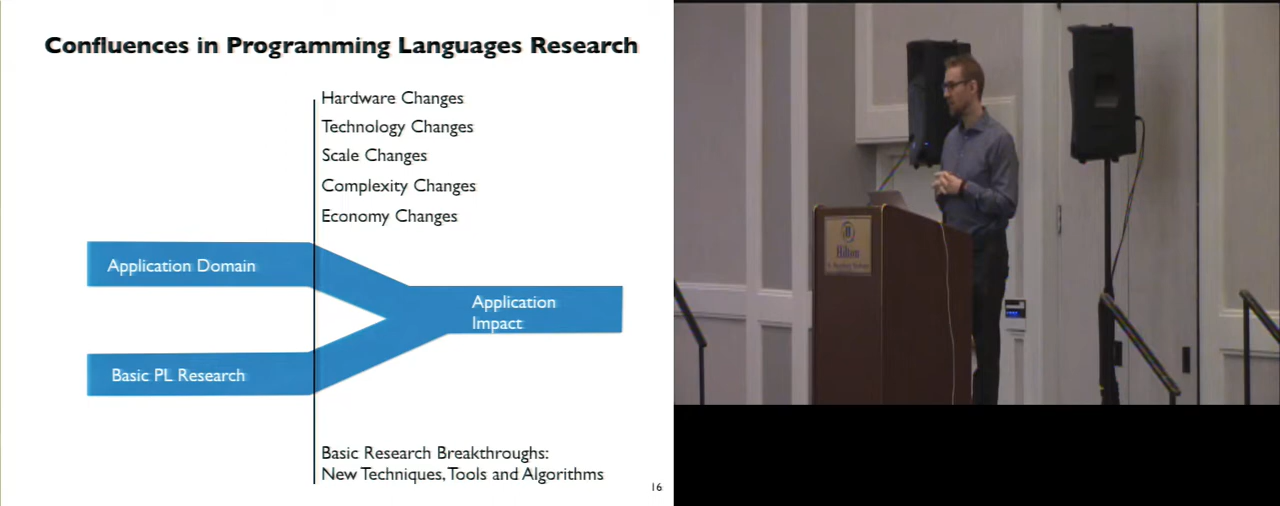 Confluences in Programming Languages Research
Hardware Changes
Technology Changes
Scale Changes
Complexity Changes
Economy Changes
Application Domain
Application
Impact
Basic PL Research
Basic Research Breakthroughs:
New Techniques, Tools and Algorithms
16
Hilton